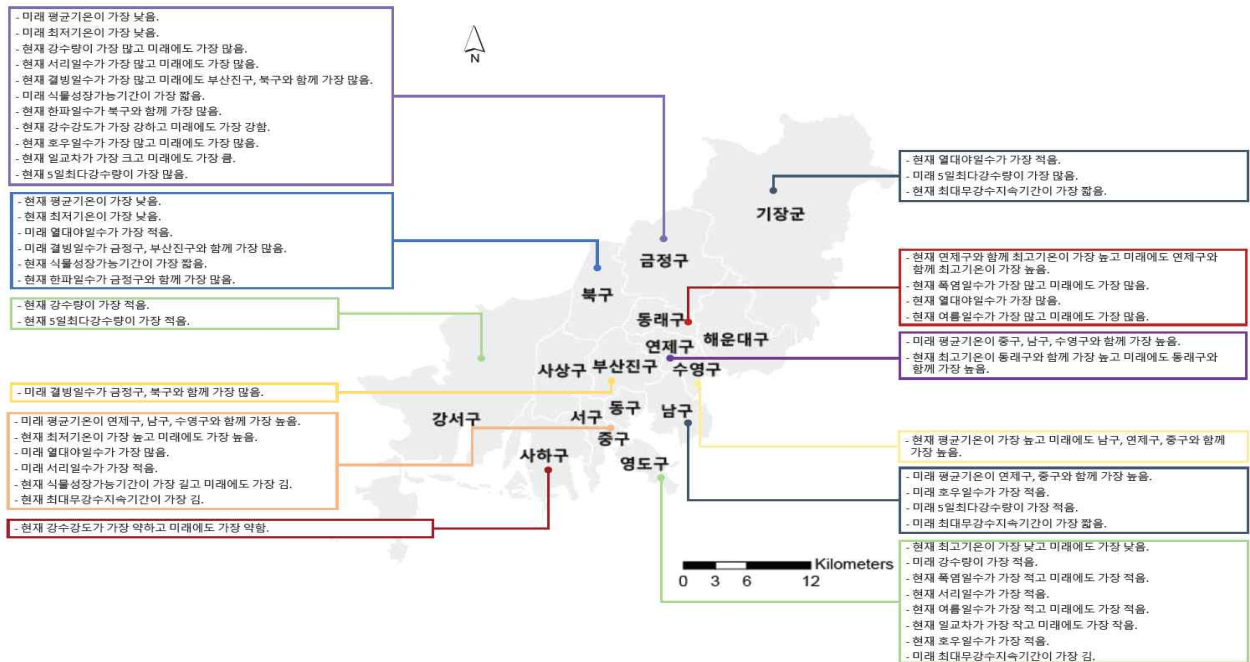 - 미래 평균기온이 가장 낮음.
- 미래 최저기온이 가장 낮음.
- 현재 강수량이 가장 많고 미래에도 가장 많음.
- 현재 서리일수가 가장 많고 미래에도 가장 많음.
- 현재 결빙일수가 가장 많고 미래에도 부산진구, 북구와 함께 가장 많음.
- 미래 식물성장가능기간이 가장 짧음.
- 현재 한파일수가 북구와 함께 가장 많음.
- 현재 강수강도가 가장 강하고 미래에도 가장 강함.
- 현재 호우일수가 가장 많고 미래에도 가장 많음.
- 현재 일교차가 가장 크고 미래에도 가장 큼.
- 현재 5일최다강수량이 가장 많음.
- 현재 평균기온이 가장 낮음.
- 현재 최저기온이 가장 낮음.
- 미래 열대야일수가 가장 적음.
- 미래 결빙일수가 금정구, 부산진구와 함께 가장 많음.
- 현재 식물성장가능기간이 가장 짧음.
- 현재 한파일수가 금정구와 함께 가장 많음.
- 현재 강수량이 가장 적음.
- 현재 5일최다강수량이 가장 적음.
- 미래 결빙일수가 금정구, 북구와 함께 가장 많음.
- 미래 평균기온이 연제구, 남구, 수영구와 함께 가장 높음.
- 현재 최저기온이 가장 높고 미래에도 가장 높음.
- 미래 열대야일수가 가장 많음.
- 미래 서리일수가 가장 적음.
- 현재 식물성장가능기간이 가장 길고 미래에도 가장 김.
- 현재 최대무강수지속기간이 가장 김.
- 현재 강수강도가 가장 약하고 미래에도 가장 약함.
N
기장군
금정구
북구
동래구
해운대구
연제구
사상구
부산진구
수영구
강서구
서구
동구
남구
중구
사하구
영도구
Kilometers
0 3 6 12
- 현재 열대야일수가 가장 적음.
- 미래 5일최다강수량이 가장 많음.
- 현재 최대무강수지속기간이 가장 짧음.
- 현재 연제구와 함께 최고기온이 가장 높고 미래에도 연제구와
함께 최고기온이 가장 높음.
- 현재 폭염일수가 가장 많고 미래에도 가장 많음.
- 현재 열대야일수가 가장 많음.
- 현재 여름일수가 가장 많고 미래에도 가장 많음.
- 미래 평균기온이 중구, 남구, 수영구와 함께 가장 높음.
- 현재 최고기온이 동래구와 함께 가장 높고 미래에도 동래구와
함께 가장 높음.
- 현재 평균기온이 가장 높고 미래에도 남구, 연제구, 중구와 함께
가장 높음.
- 미래 평균기온이 연제구, 중구와 함께 가장 높음.
- 미래 호우일수가 가장 적음.
- 미래 5일최다강수량이 가장 적음.
- 미래 최대무강수지속기간이 가장 짧음.
- 현재 최고기온이 가장 낮고 미래에도 가장 낮음.
- 미래 강수량이 가장 적음.
- 현재 폭염일수가 가장 적고 미래에도 가장 적음.
- 현재 서리일수가 가장 적음.
- 현재 여름일수가 가장 적고 미래에도 가장 적음.
- 현재 일교차가 가장 작고 미래에도 가장 작음.
- 현재 호우일수가 가장 적음.
- 미래 최대무강수지속기간이 가장 김.